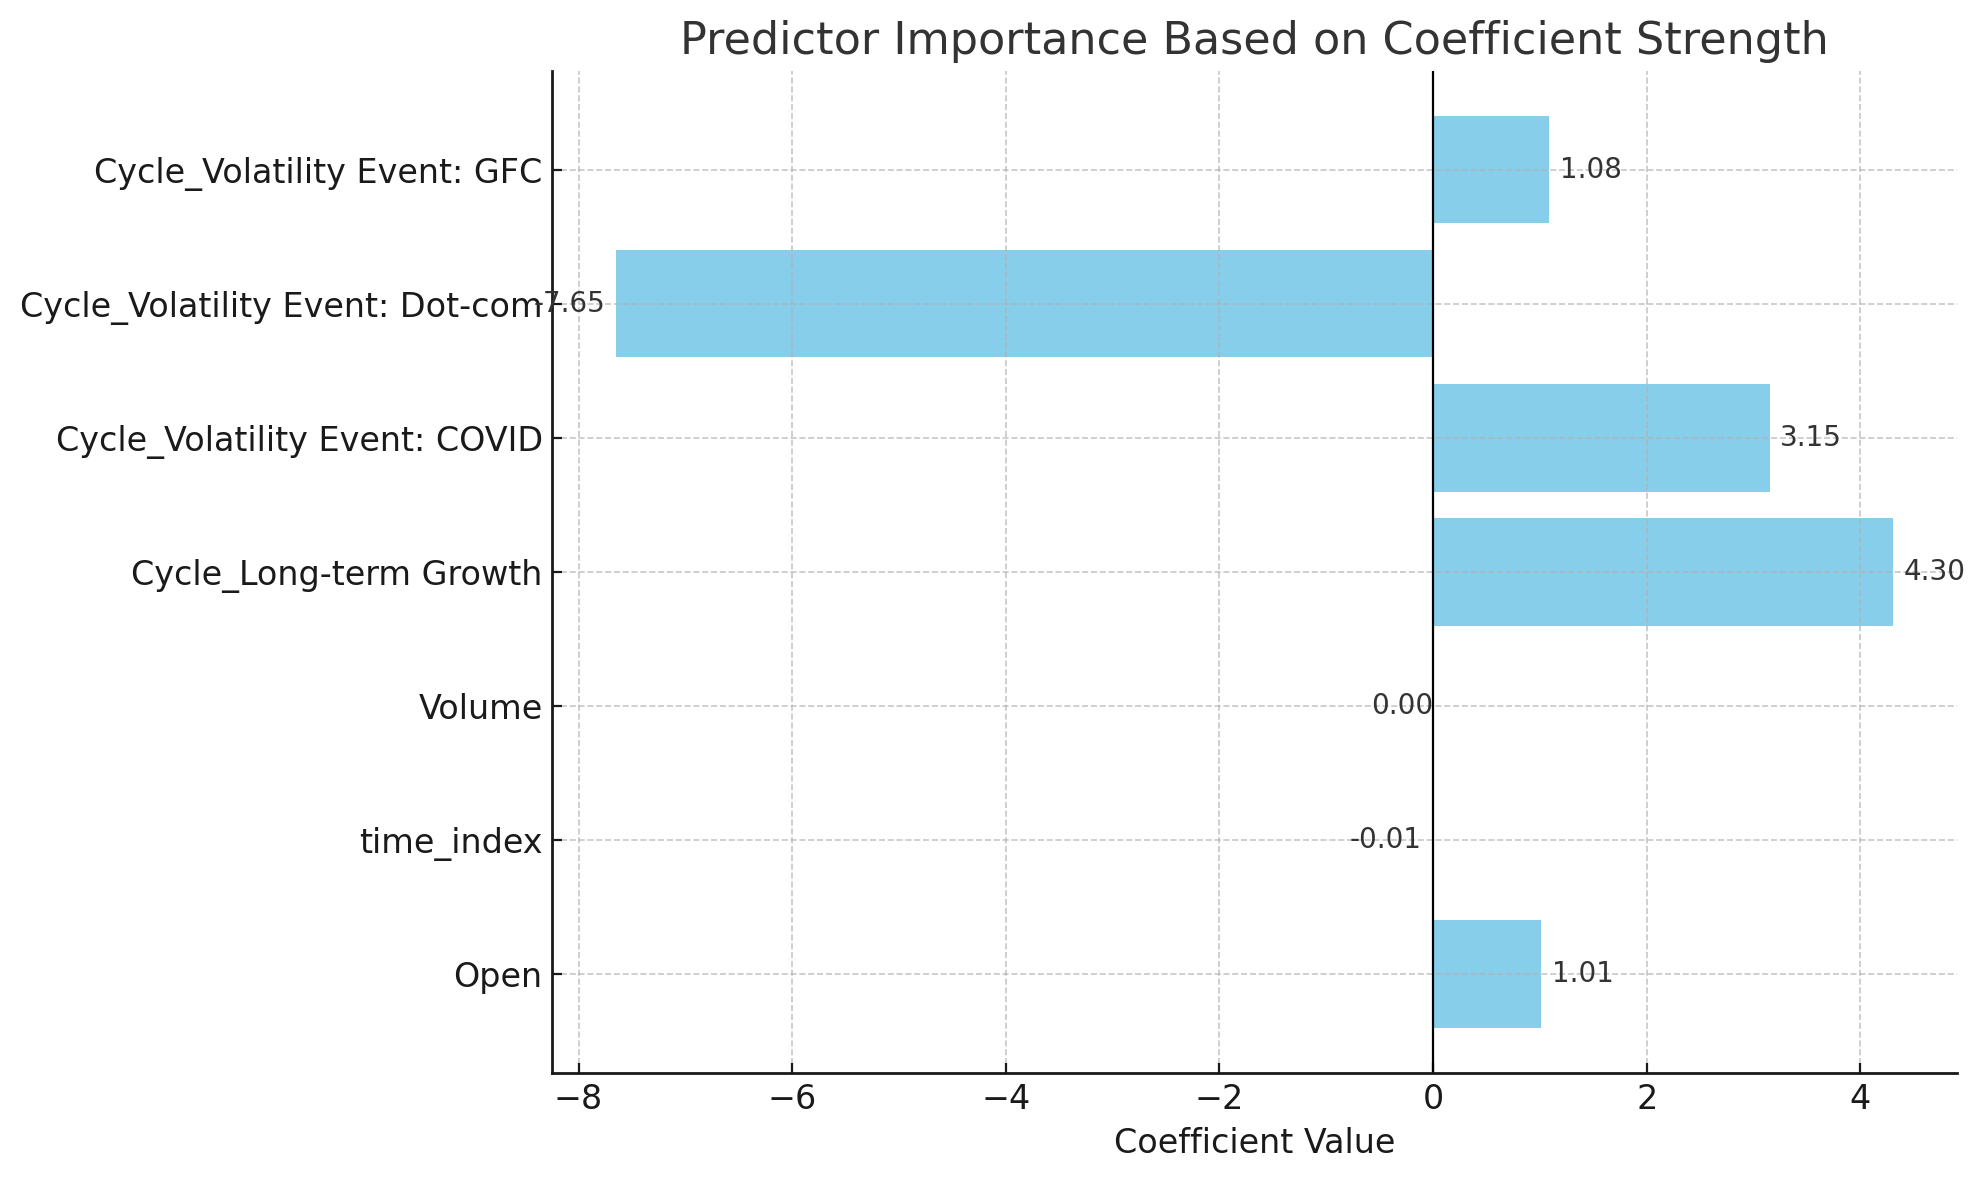 Predictor Importance Based on Coefficient Strength
Cycle_Volatility Event: GFC
1.08
Cycle_Volatility Event: Dot-com
-7.65
Cycle_Volatility Event: COVID
3.15
Cycle_Long-term Growth
4.30
Volume
0.00
time_index
-0.01
Open
1.01
−8 −6 −4 −2 0 2 4
Coefficient Value